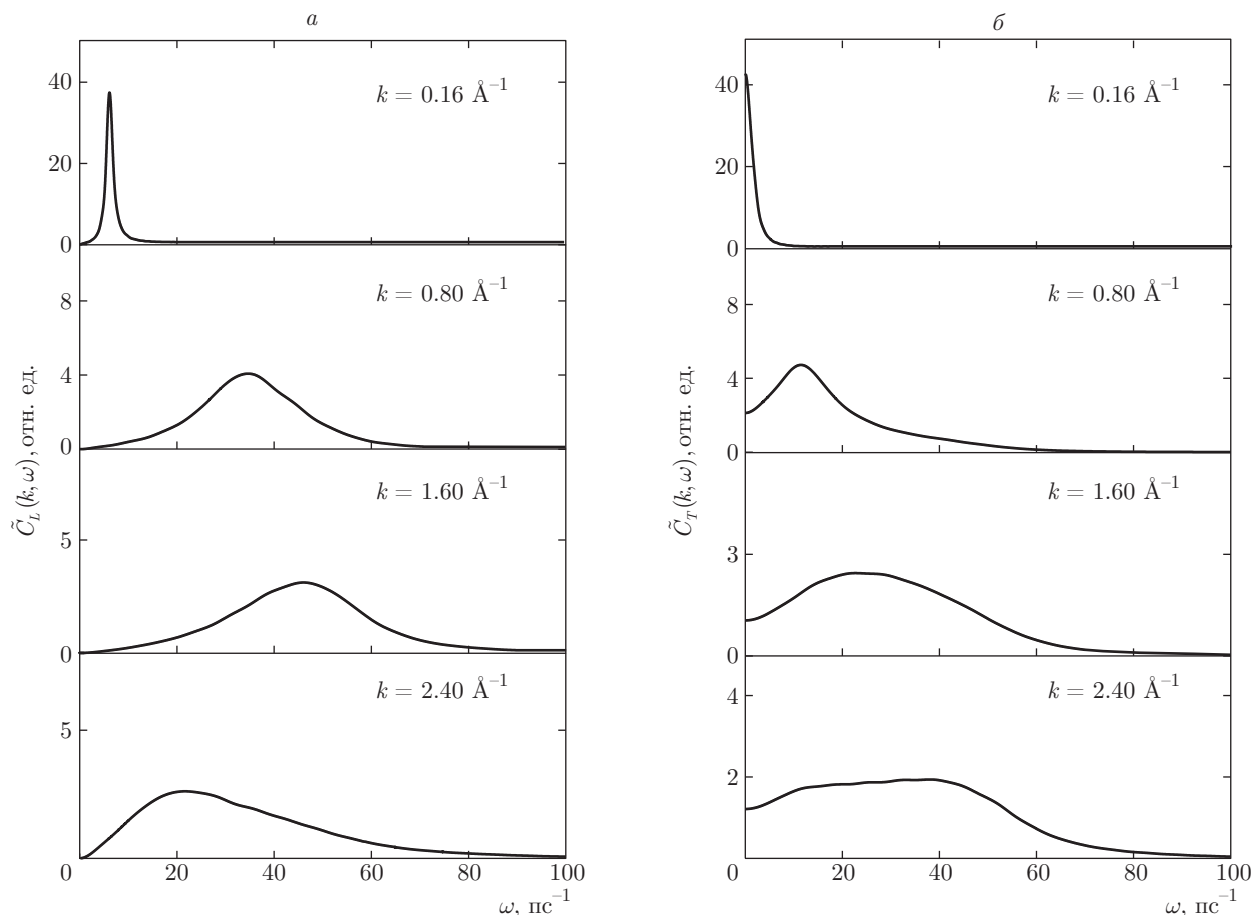 а
40
20
0
k = 0.16 Å⁻¹
8
4
0
k = 0.80 Å⁻¹
5
0
k = 1.60 Å⁻¹
5
0
k = 2.40 Å⁻¹
20
40
60
80
100
ω, пс⁻¹
C̃_L(k, ω), отн. ед.
б
40
20
0
k = 0.16 Å⁻¹
8
4
0
k = 0.80 Å⁻¹
3
0
k = 1.60 Å⁻¹
4
2
0
k = 2.40 Å⁻¹
20
40
60
80
100
ω, пс⁻¹
C̃_T(k, ω), отн. ед.